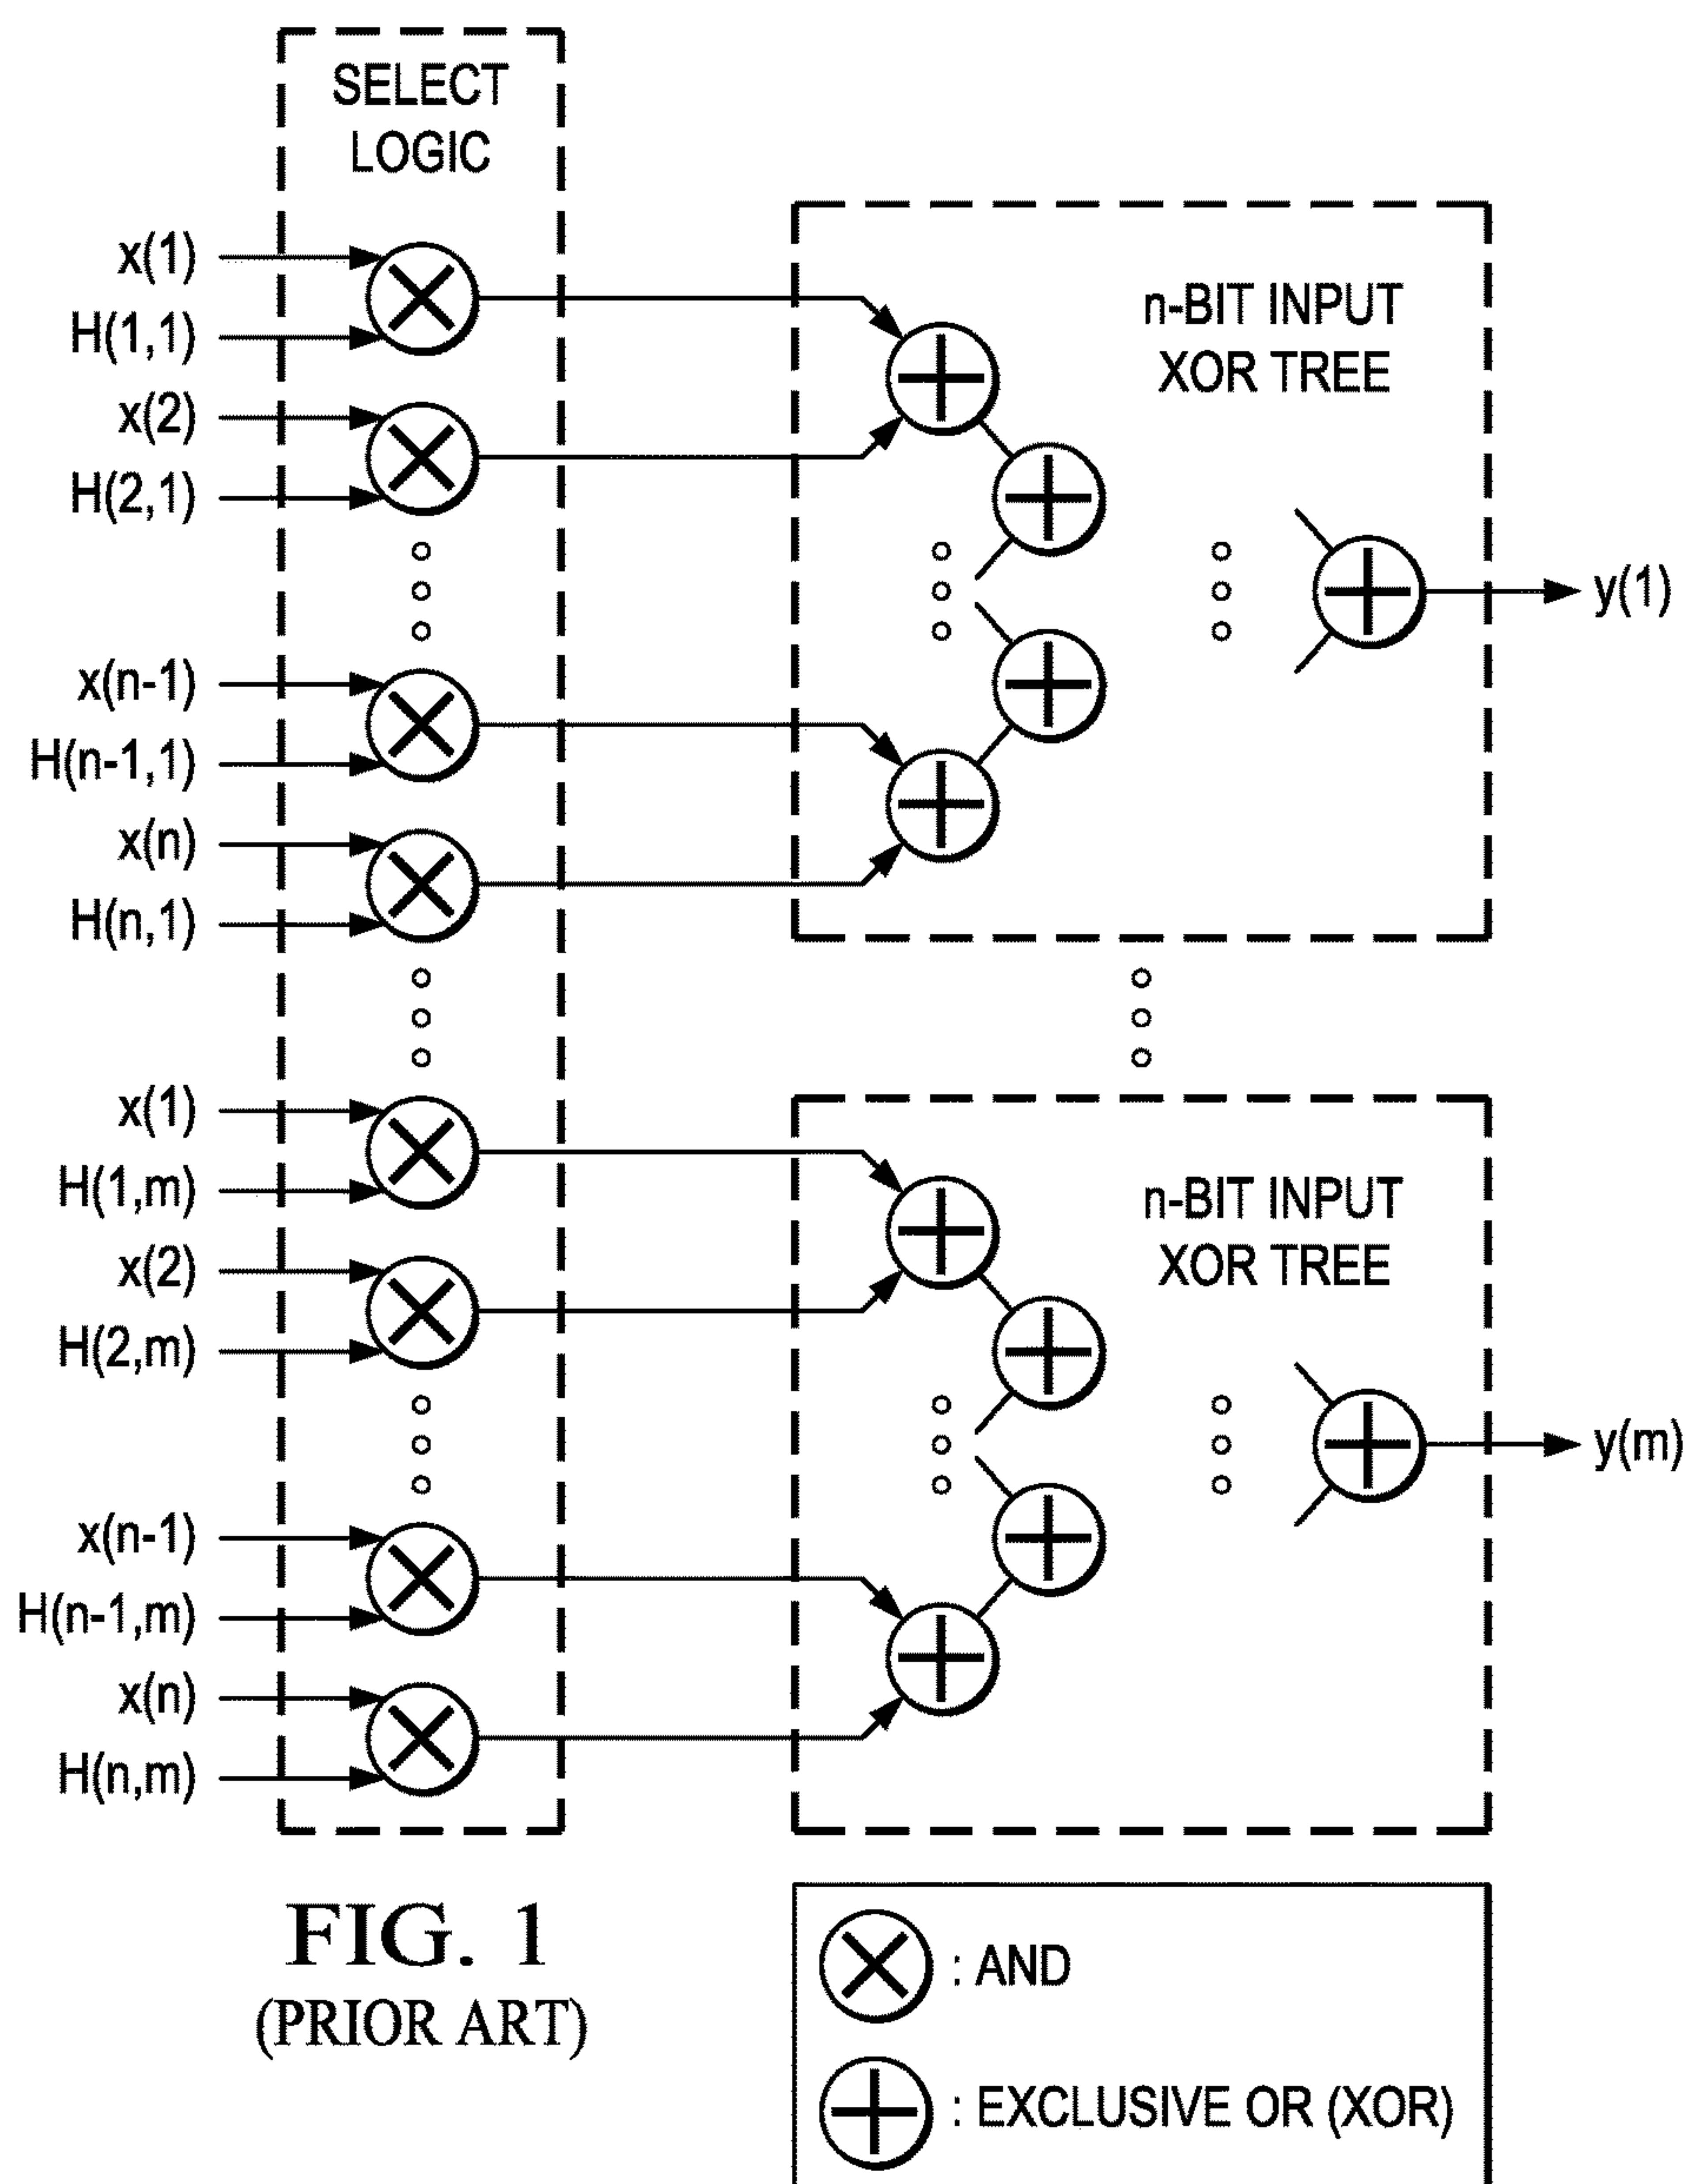 SELECT
LOGIC
x(1)
H(1,1)
x(2)
H(2,1)
x(n-1)
H(n-1,1)
x(n)
H(n,1)
n-BIT INPUT
XOR TREE
y(1)
x(1)
H(1,m)
x(2)
H(2,m)
x(n-1)
H(n-1,m)
x(n)
H(n,m)
n-BIT INPUT
XOR TREE
y(m)
FIG. 1
(PRIOR ART)
: AND
: EXCLUSIVE OR (XOR)